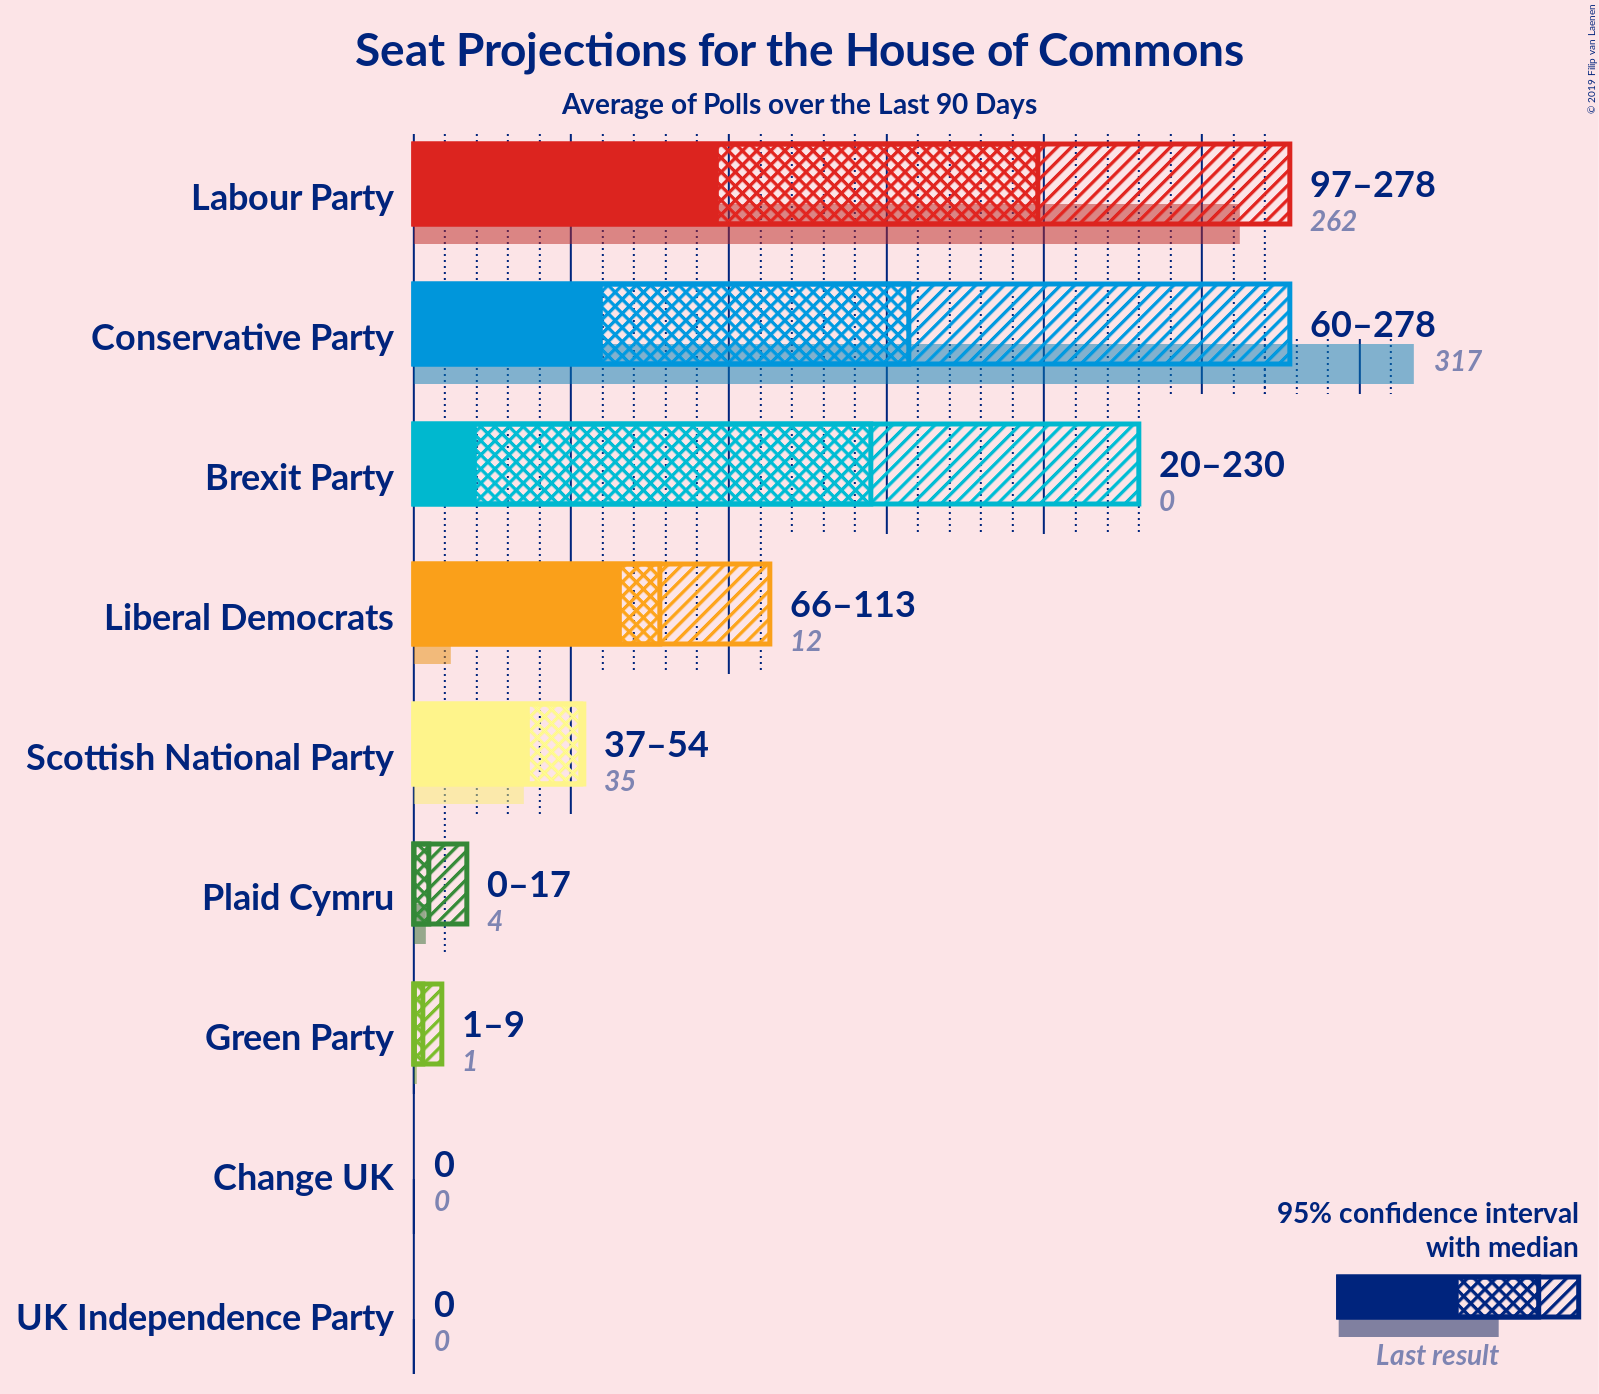 Seat Projections for the House of Commons
Average of Polls over the Last 90 Days
© 2019 Filip van Laenen
Labour Party
97–278
262
Conservative Party
60–278
317
Brexit Party
20–230
0
Liberal Democrats
66–113
12
Scottish National Party
37–54
35
Plaid Cymru
0–17
4
Green Party
1–9
1
Change UK
0
0
UK Independence Party
0
0
95% confidence interval
with median
Last result